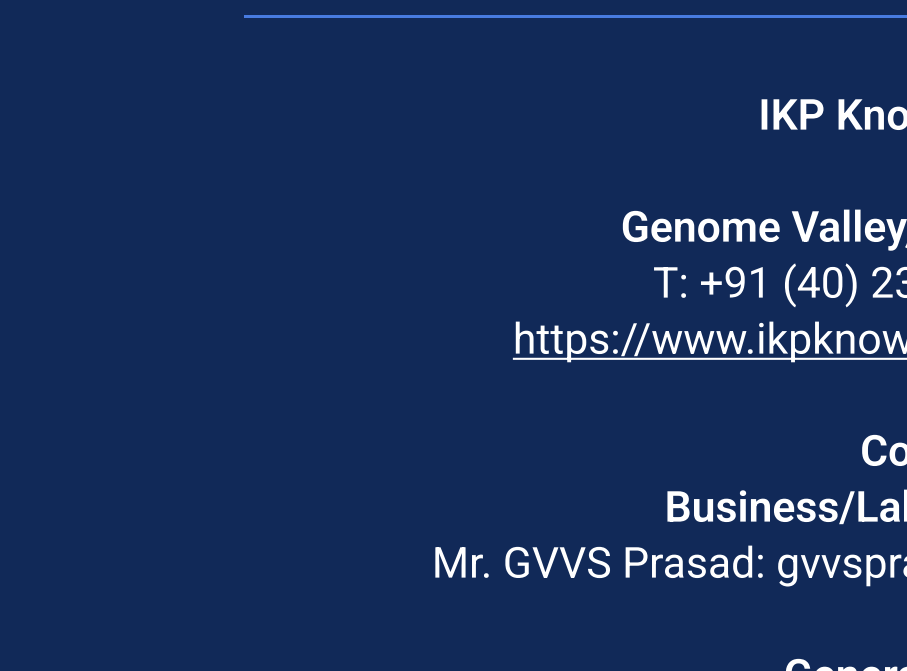 IKP Kno
Genome Valley,
T: +91 (40) 23
https://www.ikpknow
Co
Business/Lal
Mr. GVVS Prasad: gvvspra